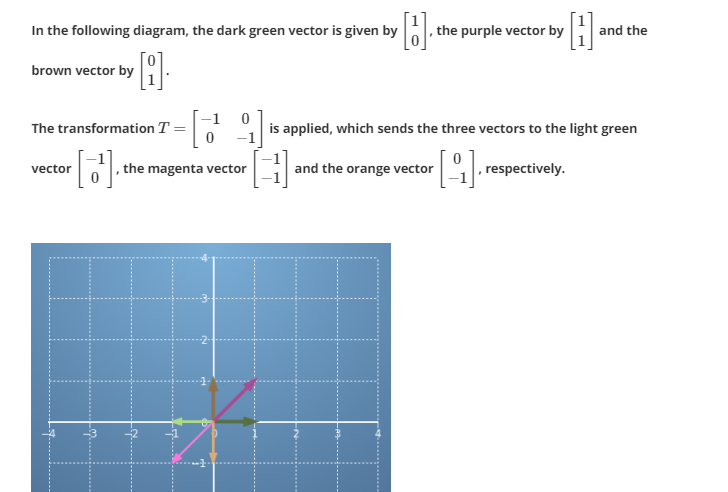 In the following diagram, the dark green vector is given by [1 0], the purple vector by [1 1] and the
brown vector by [0 1].
The transformation T = [−1 0 0 −1] is applied, which sends the three vectors to the light green
vector [−1 0], the magenta vector [−1 −1] and the orange vector [0 −1], respectively.
4
3
2
1
0
−4 −3 −2 −1 0 1 2 3 4
−1